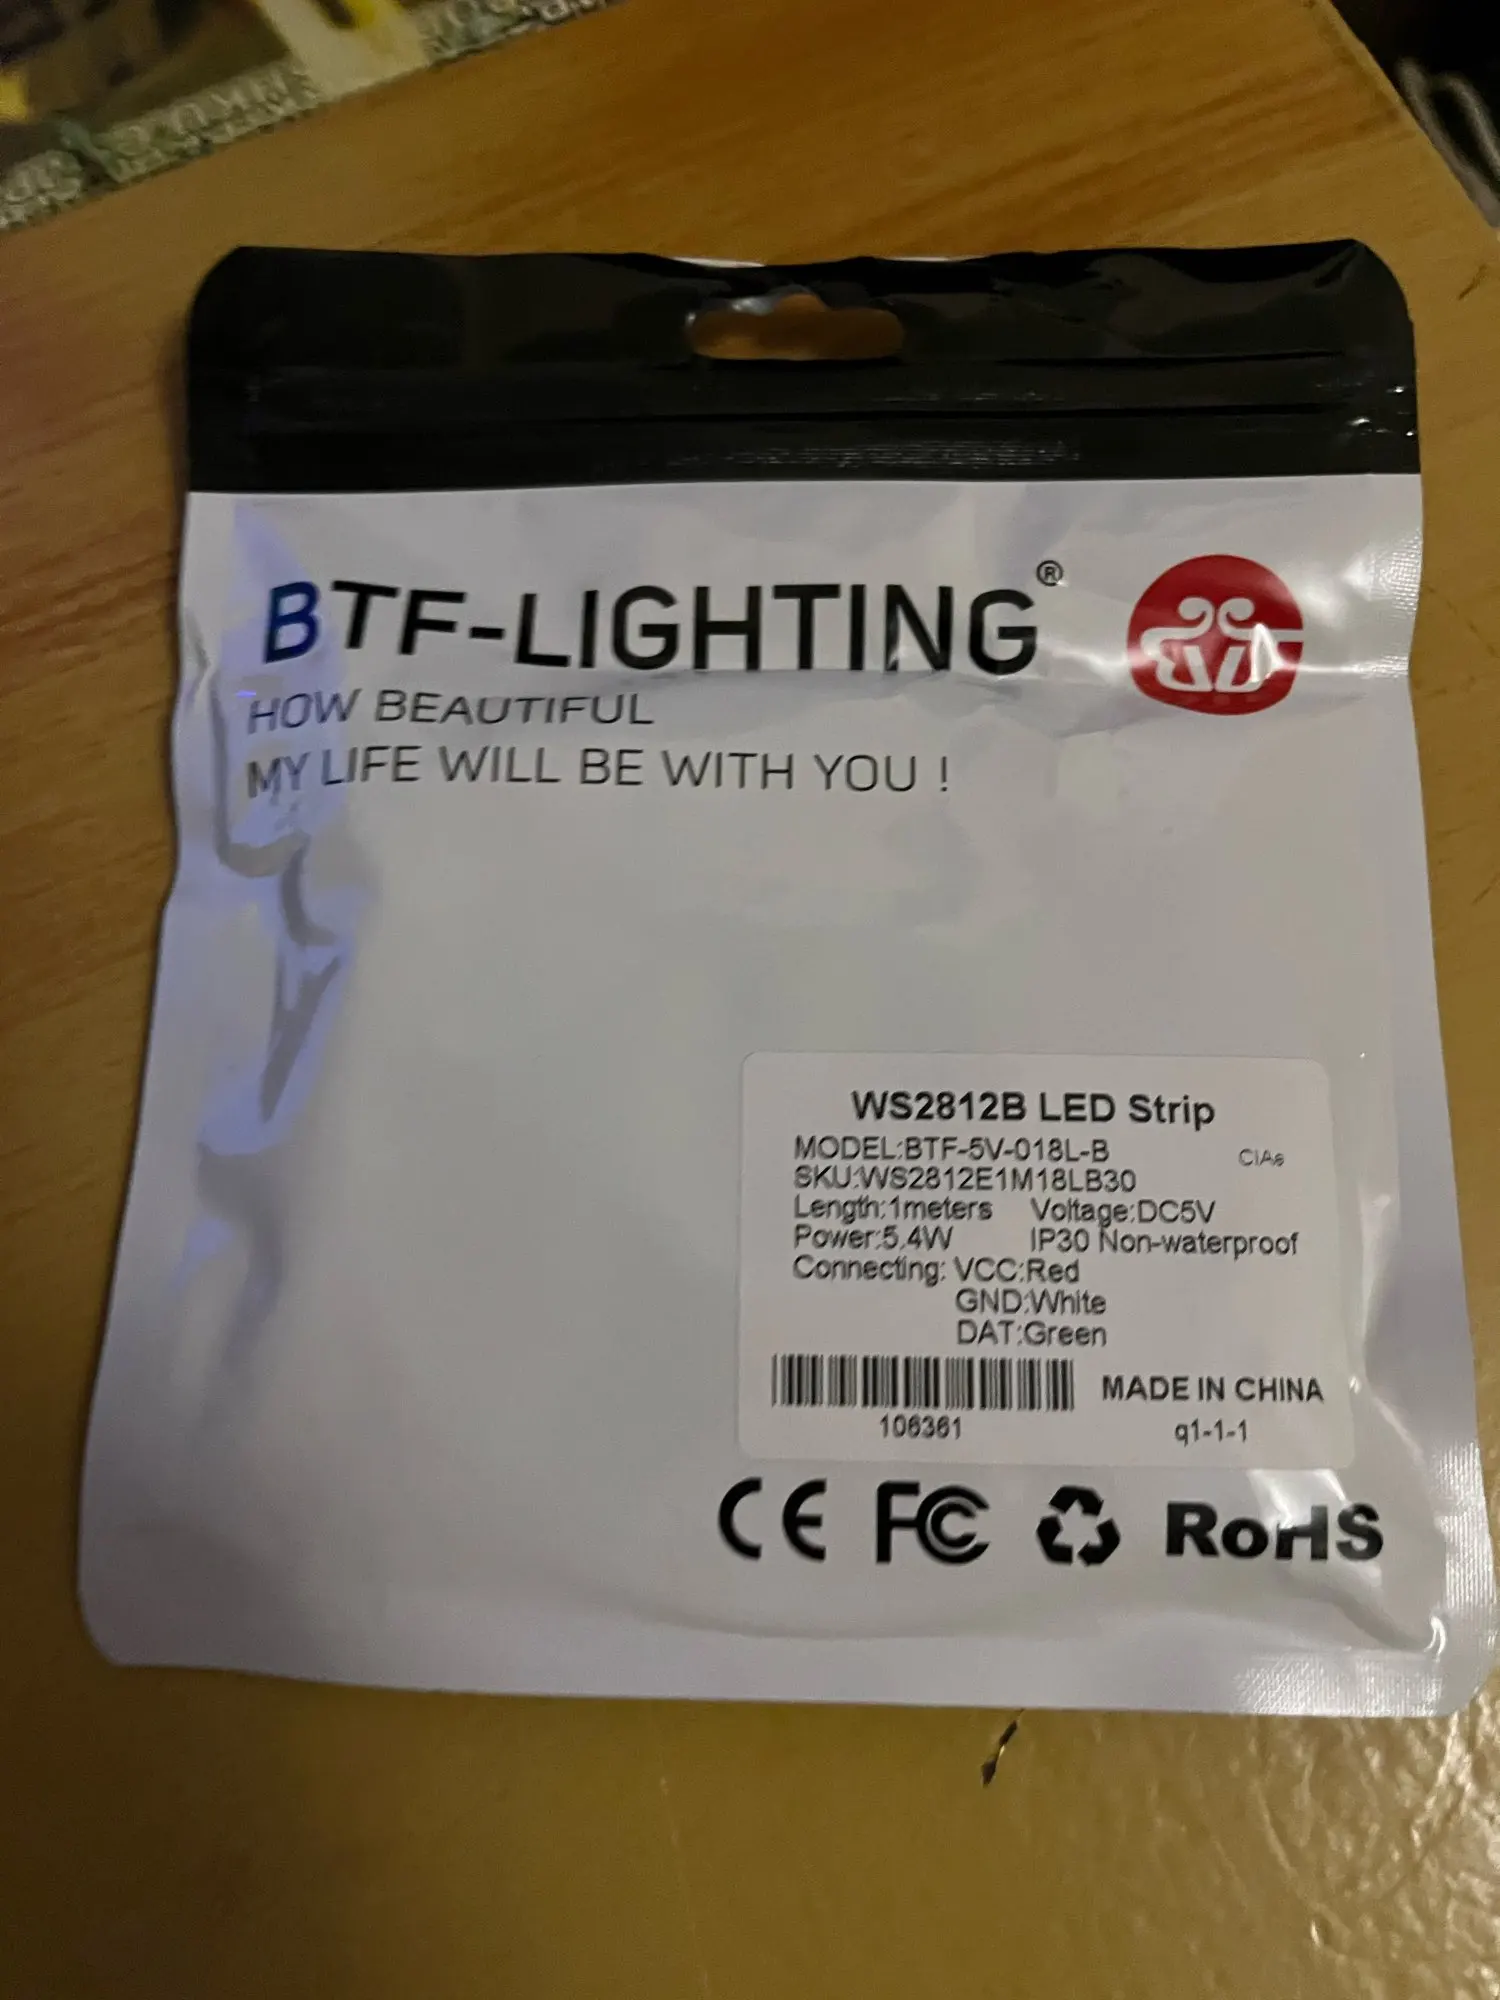 BTF-LIGHTING®
HOW BEAUTIFUL
MY LIFE WILL BE WITH YOU !
WS2812B LED Strip
MODEL:BTF-5V-018L-B
SKU:WS2812E1M18LB30
Length:1meters Voltage:DC5V
Power:5.4W IP30 Non-waterproof
Connecting: VCC:Red
GND:White
DAT:Green
MADE IN CHINA
106361 q1-1-1
CE FC RoHS